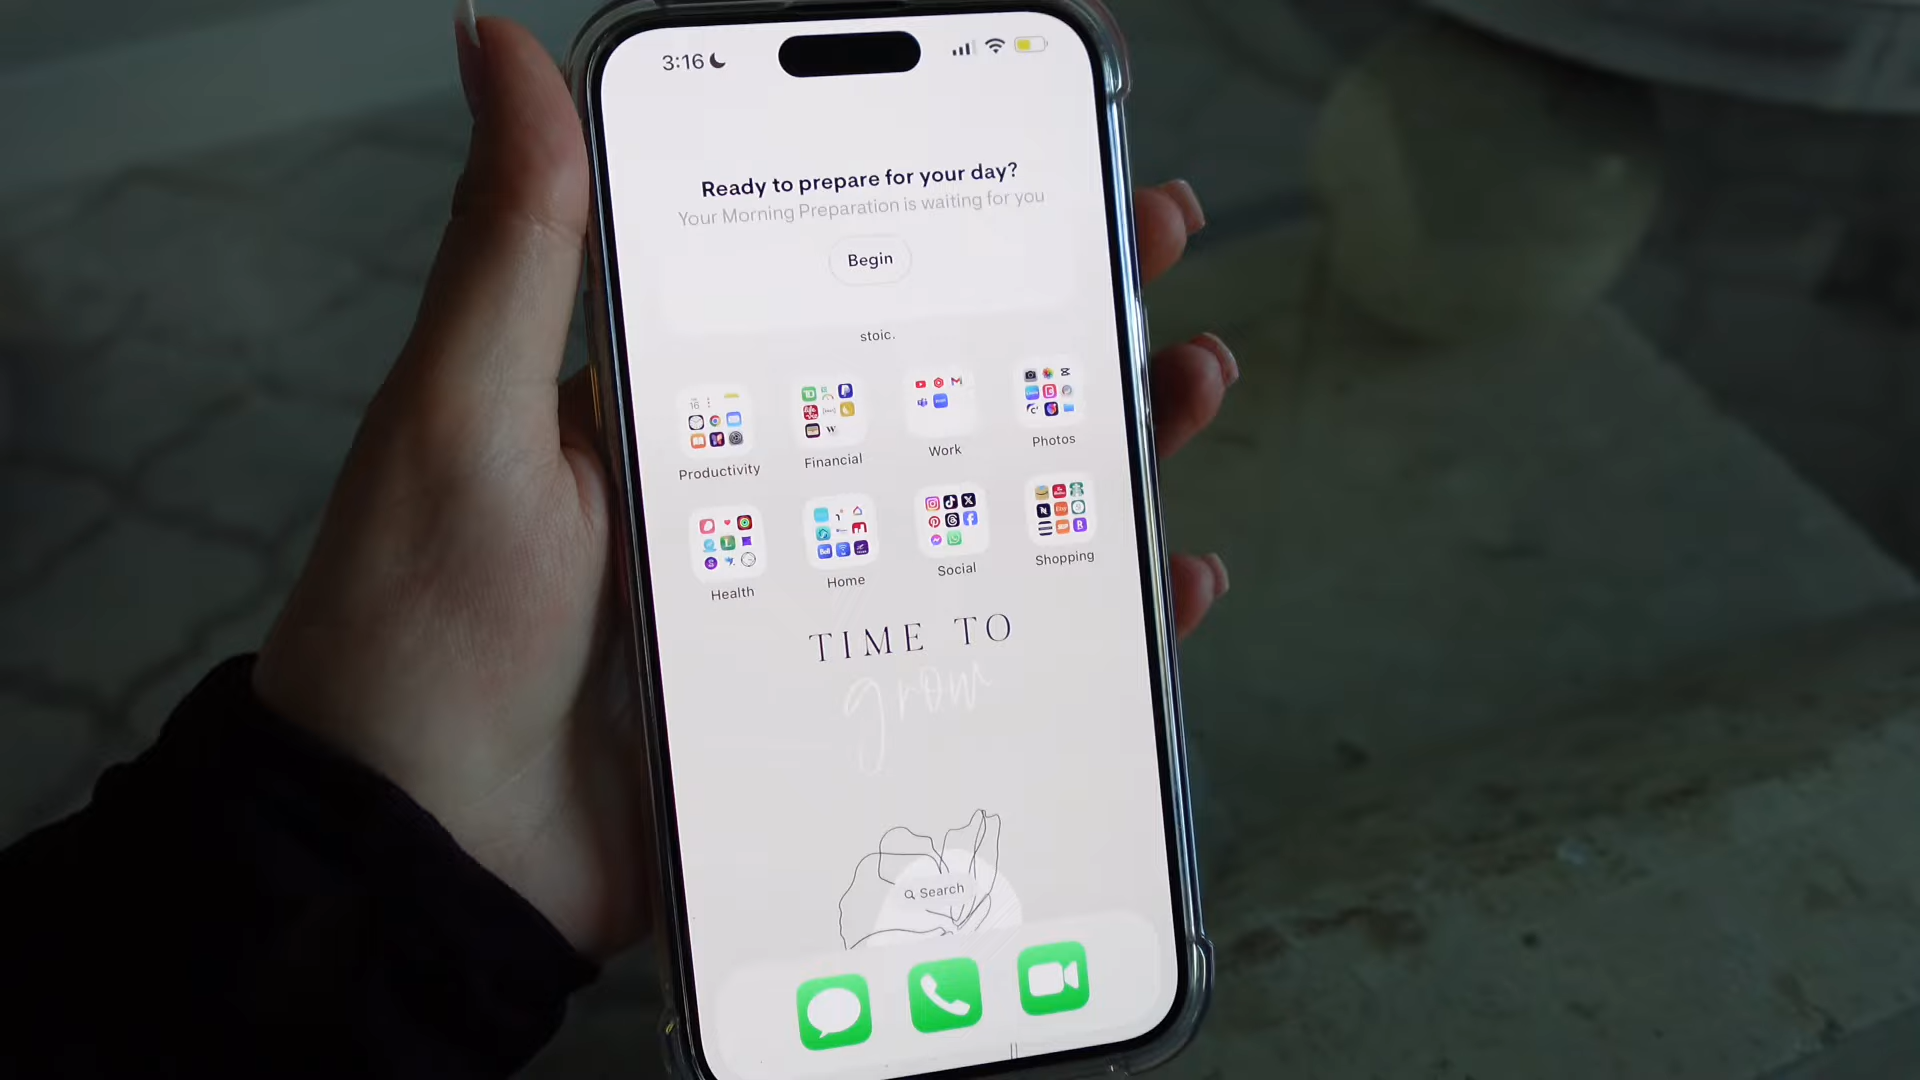 3:16
Ready to prepare for your day?
Your Morning Preparation is waiting for you
Begin
stoic.
Productivity
Financial
Work
Photos
Health
Home
Social
Shopping
TIME TO
grow
Search